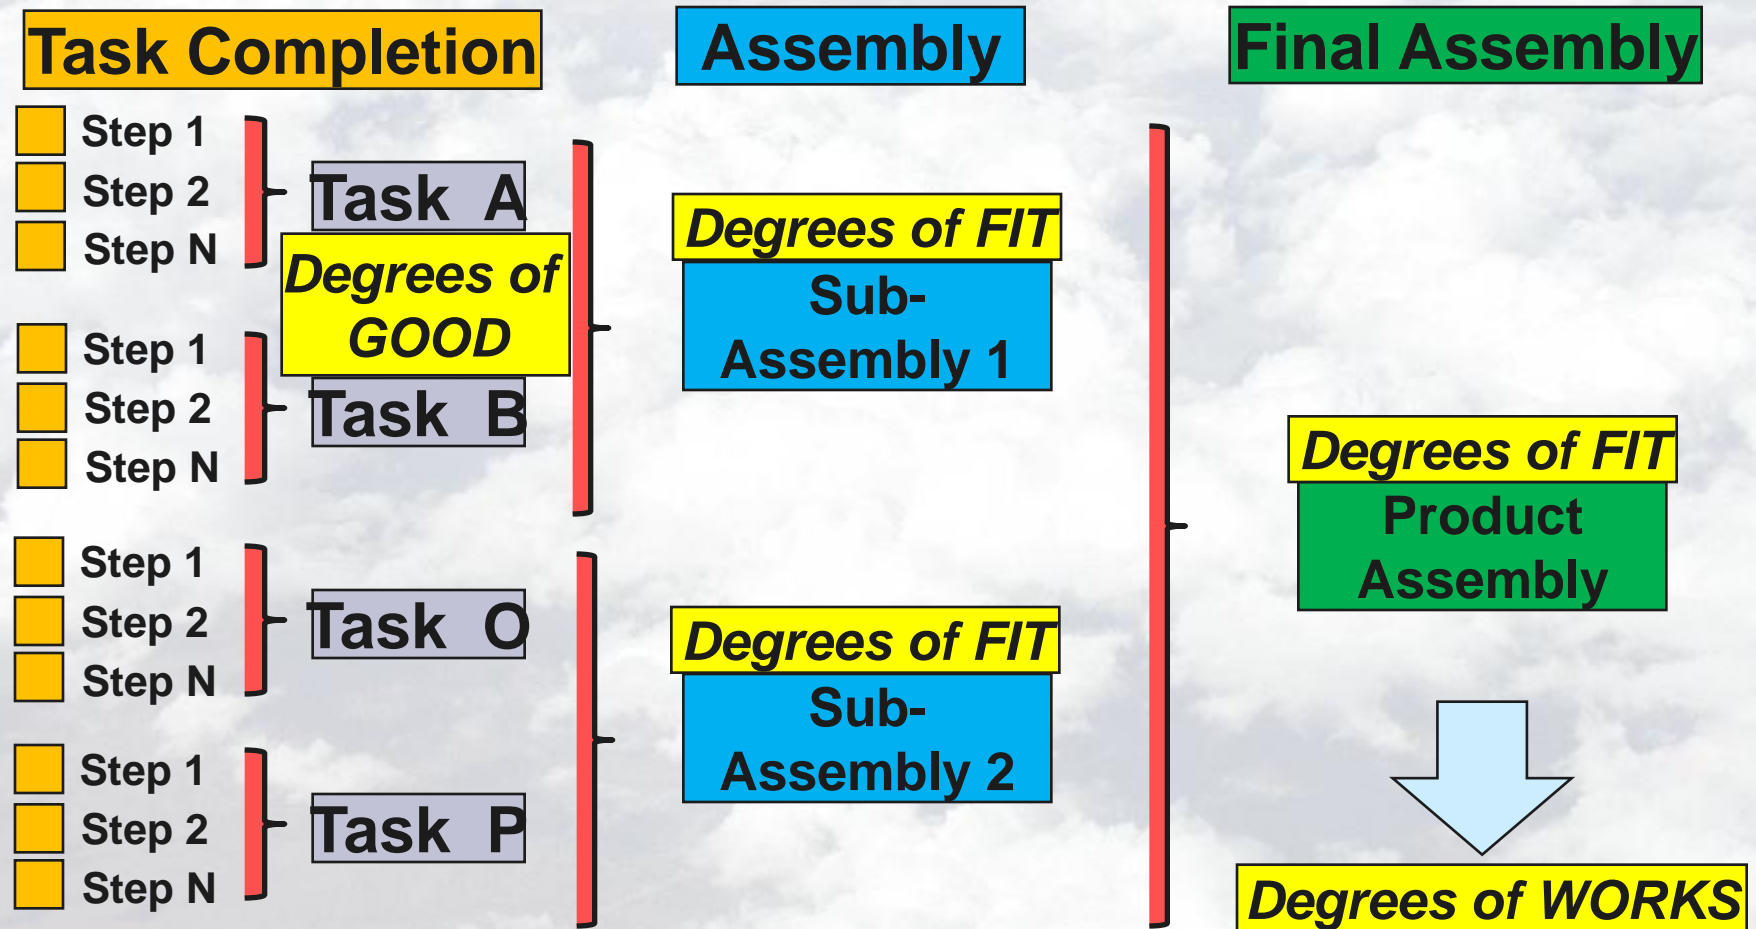 Task Completion
Assembly
Final Assembly
Step 1
Step 2
Step N
Task A
Degrees of
GOOD
Step 1
Step 2
Step N
Task B
Step 1
Step 2
Step N
Task O
Step 1
Step 2
Step N
Task P
Degrees of FIT
Sub-
Assembly 1
Degrees of FIT
Sub-
Assembly 2
Degrees of FIT
Product
Assembly
Degrees of WORKS